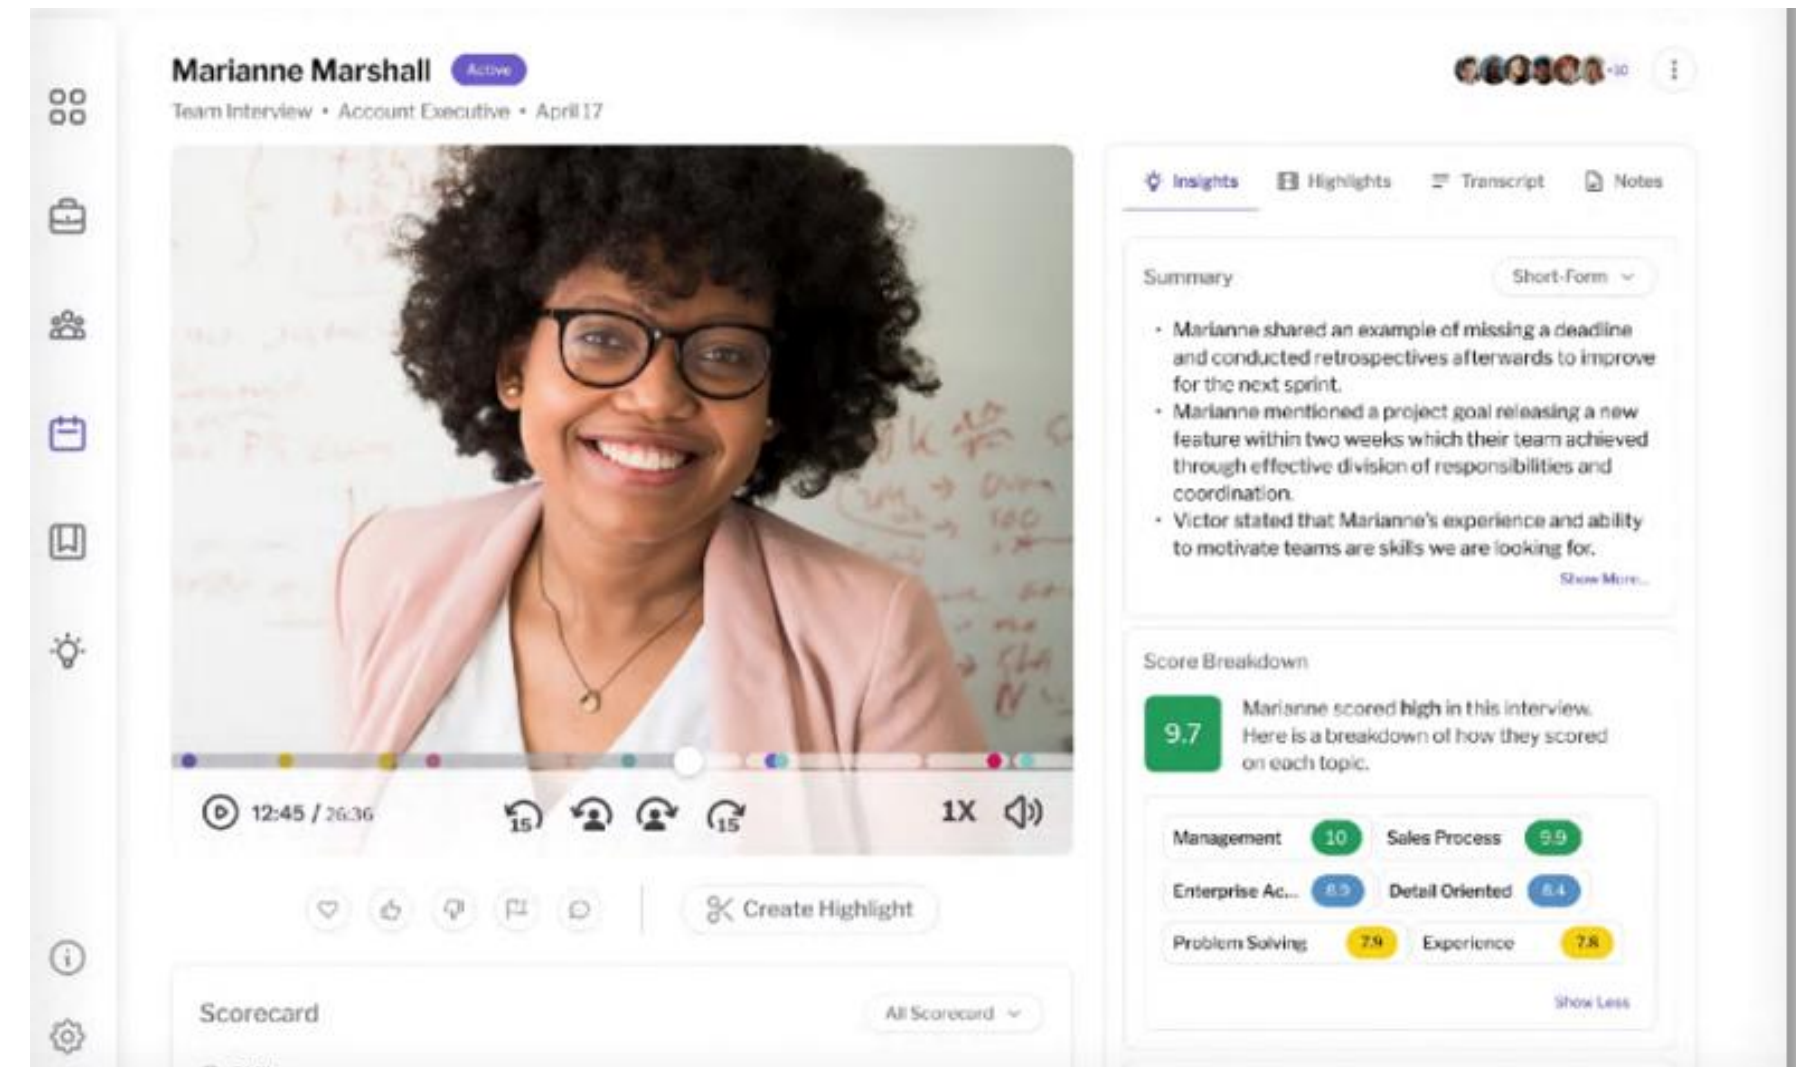 Marianne Marshall
Active
Team Interview • Account Executive • April 17
+10
Insights
Highlights
Transcript
Notes
Summary
Short-Form
• Marianne shared an example of missing a deadline
and conducted retrospectives afterwards to improve
for the next sprint.
• Marianne mentioned a project goal releasing a new
feature within two weeks which their team achieved
through effective division of responsibilities and
coordination.
• Victor stated that Marianne's experience and ability
to motivate teams are skills we are looking for.
Show More...
12:45 / 26:36
15
15
1X
Create Highlight
Score Breakdown
9.7
Marianne scored high in this interview.
Here is a breakdown of how they scored
on each topic.
Management 10
Sales Process 9.9
Enterprise Ac...
Detail Oriented 8.4
Problem Solving 7.9
Experience 7.8
Show Less
Scorecard
All Scorecard